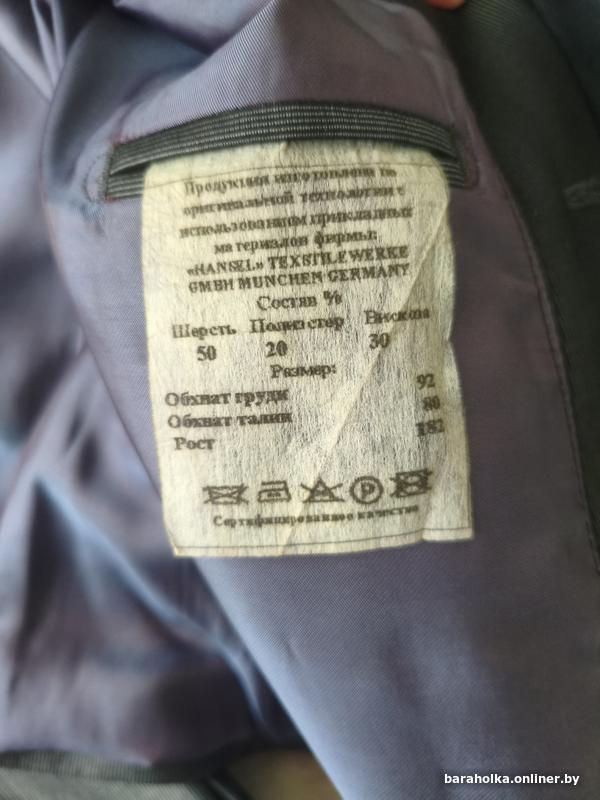 Продукция изготовлена по
оригинальной технологии с
использованием прикладных
материалов фирмы:
«HANSEL» TEXSTILEWERKE
GMBH MUNCHEN GERMANY
Состав %
Шерсть Полиэстер Вискоза
50 20 30
Размер:
Обхват груди 92
Обхват талии 80
Рост 182
P
Сертифицированное качество
baraholka.onliner.by